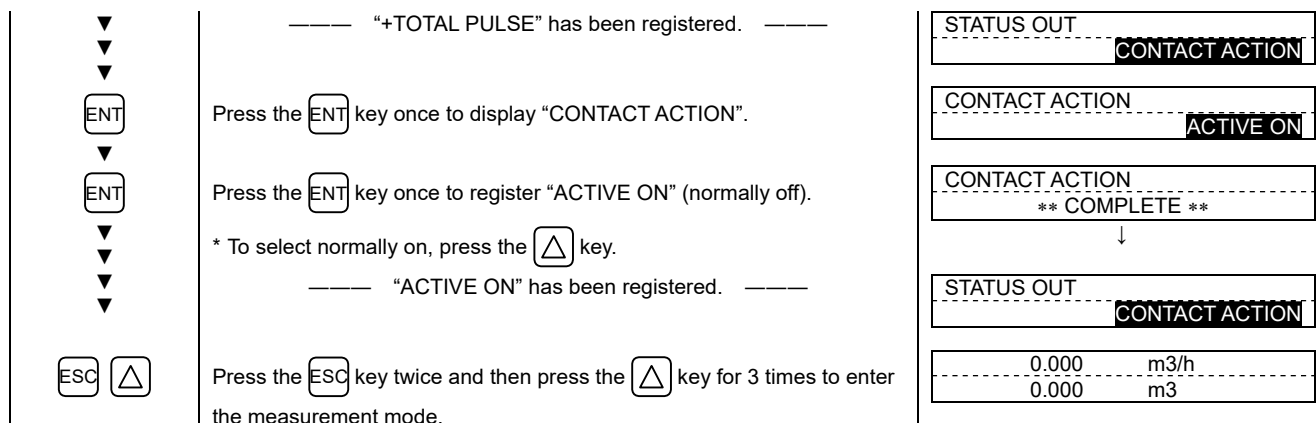 ▼ ——— “+TOTAL PULSE” has been registered. ——— STATUS OUT
▼ CONTACT ACTION
▼
ENT Press the ENT key once to display “CONTACT ACTION”. CONTACT ACTION
ACTIVE ON
▼
ENT Press the ENT key once to register “ACTIVE ON” (normally off). CONTACT ACTION
** COMPLETE **
▼ * To select normally on, press the △ key. ↓
▼
▼ ——— “ACTIVE ON” has been registered. ——— STATUS OUT
▼ CONTACT ACTION
ESC △ Press the ESC key twice and then press the △ key for 3 times to enter 0.000 m3/h
0.000 m3
the measurement mode.